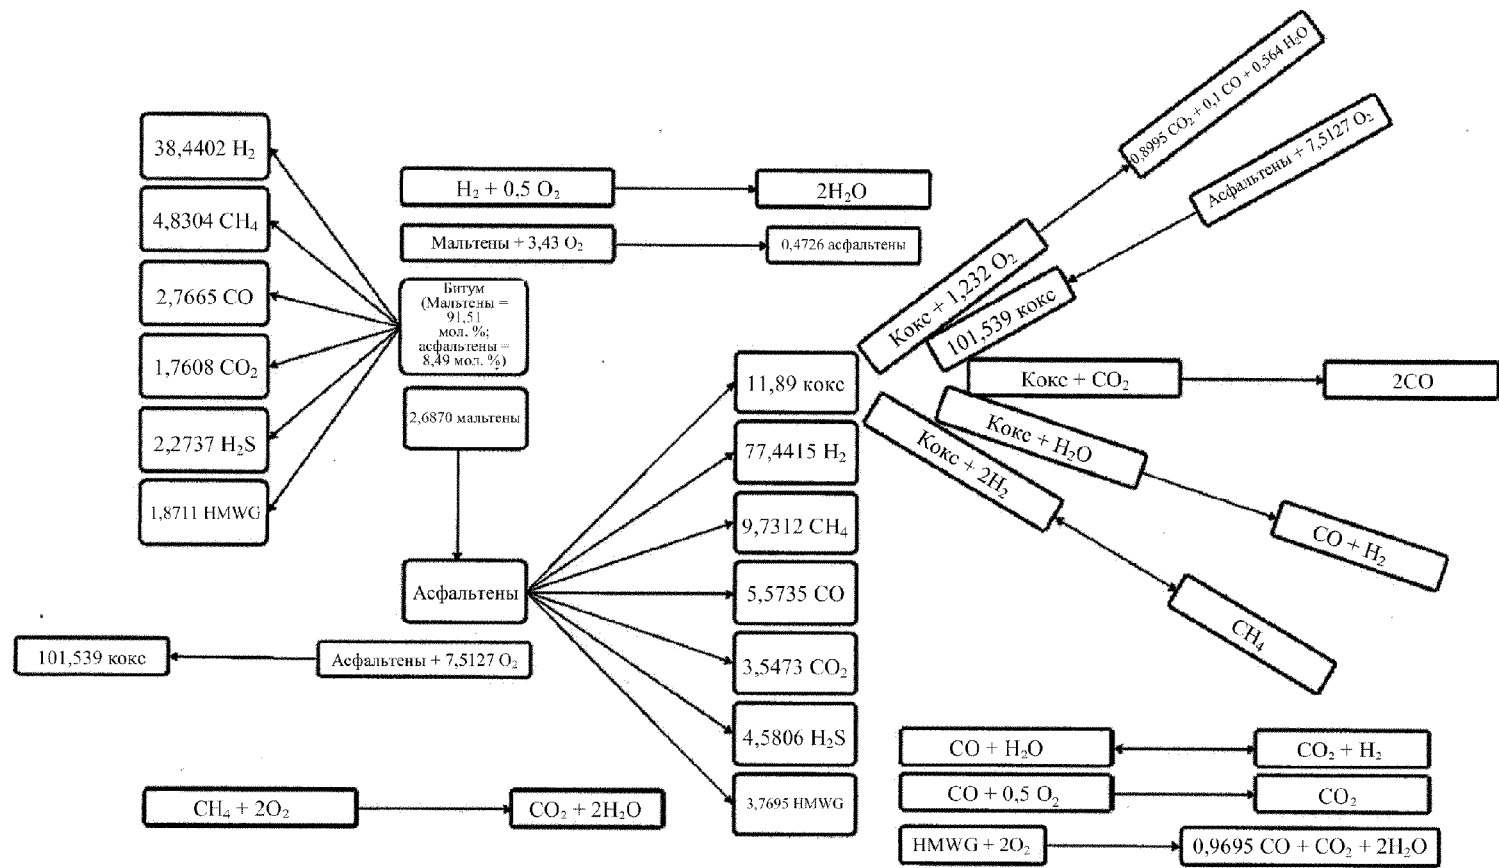 38,4402 H₂
4,8304 CH₄
2,7665 CO
1,7608 CO₂
2,2737 H₂S
1,8711 HMWG
H₂ + 0,5 O₂
2H₂O
Мальтены + 3,43 O₂
0,4726 асфальтены
Битум
(Мальтены =
91,51
мол. %;
асфальтены =
8,49 мол. %)
2,6870 мальтены
Асфальтены
101,539 кокс
Асфальтены + 7,5127 O₂
CH₄ + 2O₂
CO₂ + 2H₂O
11,89 кокс
77,4415 H₂
9,7312 CH₄
5,5735 CO
3,5473 CO₂
4,5806 H₂S
3,7695 HMWG
Кокс + 1,232 O₂
0,8995 CO₂ + 0,1 CO + 0,564 H₂O
101,539 кокс
Асфальтены + 7,5127 O₂
Кокс + CO₂
2CO
Кокс + H₂O
CO + H₂
Кокс + 2H₂
CH₄
CO + H₂O
CO₂ + H₂
CO + 0,5 O₂
CO₂
HMWG + 2O₂
0,9695 CO + CO₂ + 2H₂O